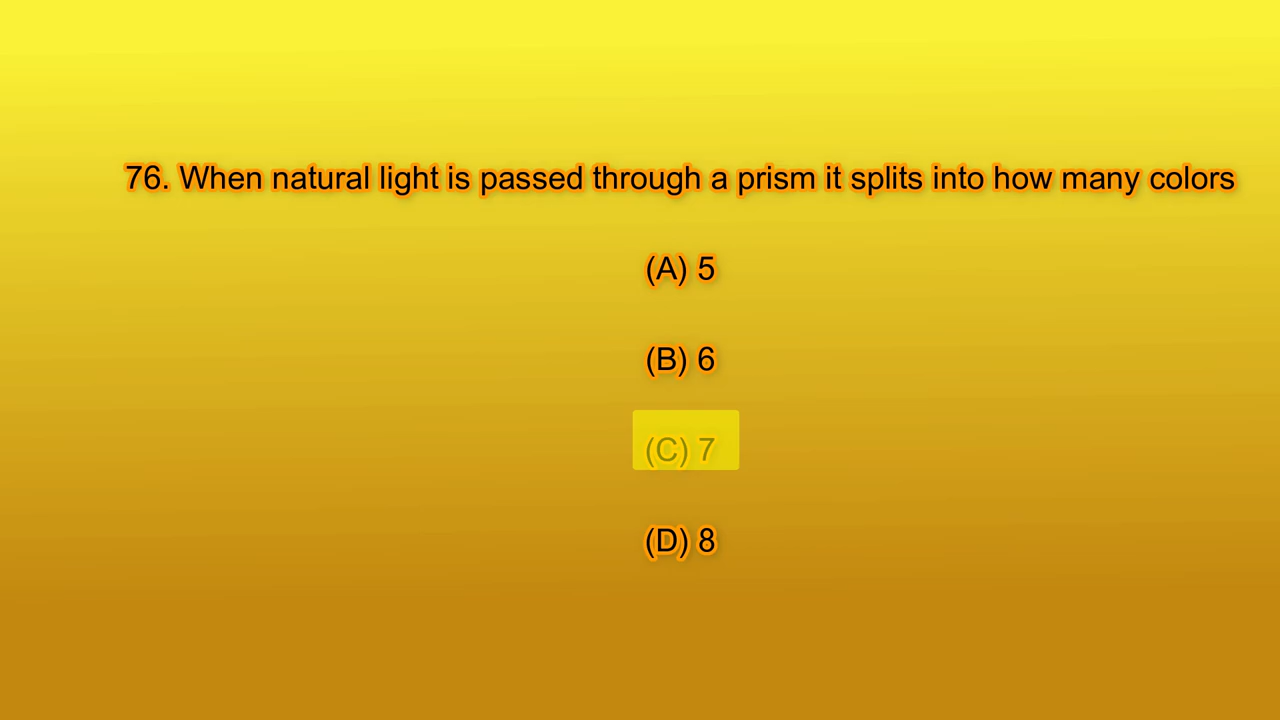 76. When natural light is passed through a prism it splits into how many colors
(A) 5
(B) 6
(C) 7
(D) 8